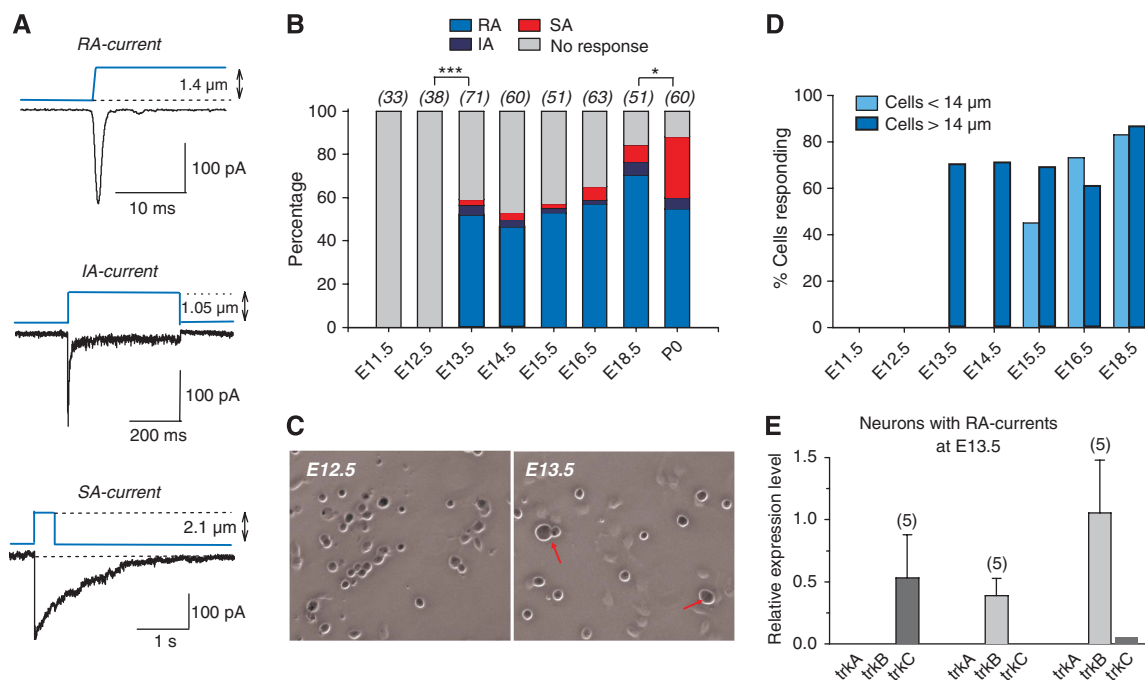 A
RA-current
1.4 µm
100 pA
10 ms
IA-current
1.05 µm
100 pA
200 ms
SA-current
2.1 µm
100 pA
1 s
B
RA
SA
IA
No response
***
*
(33) (38) (71) (60) (51) (63) (51) (60)
100
80
60
40
20
0
Percentage
E11.5 E12.5 E13.5 E14.5 E15.5 E16.5 E18.5 P0
C
E12.5
E13.5
D
Cells < 14 µm
Cells > 14 µm
100
80
60
40
20
0
% Cells responding
E11.5 E12.5 E13.5 E14.5 E15.5 E16.5 E18.5
E
Neurons with RA-currents
at E13.5
1.5
1.0
0.5
0.0
Relative expression level
(5)
(5)
(5)
trkA trkB trkC trkA trkB trkC trkA trkB trkC